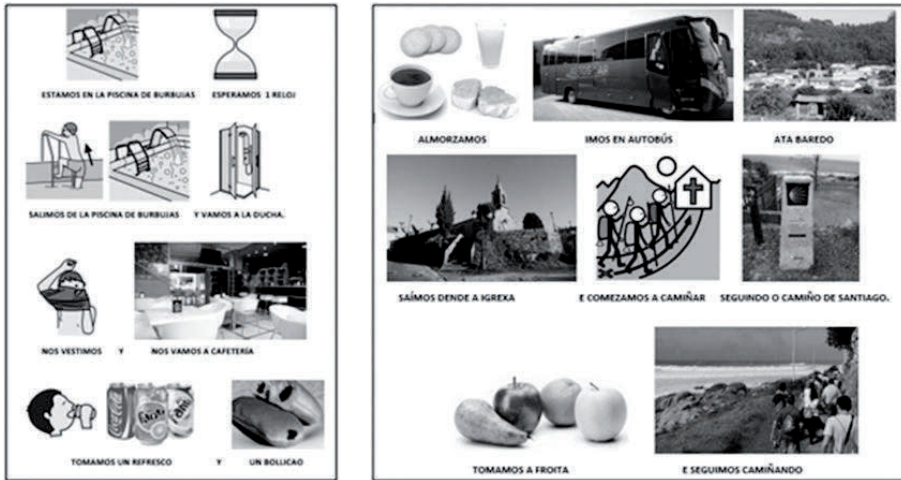 ESTAMOS EN LA PISCINA DE BURBUJAS ESPERAMOS 1 RELOJ
SALIMOS DE LA PISCINA DE BURBUJAS Y VAMOS A LA DUCHA.
NOS VESTIMOS Y NOS VAMOS A CAFETERÍA
TOMAMOS UN REFRESCO Y UN BOLLICAO
ALMORZAMOS IMOS EN AUTOBÚS ATA BAREDO
SAÍMOS DENDE A IGREXA E COMEZAMOS A CAMIÑAR SEGUINDO O CAMIÑO DE SANTIAGO.
TOMAMOS A FROITA E SEGUIMOS CAMIÑANDO